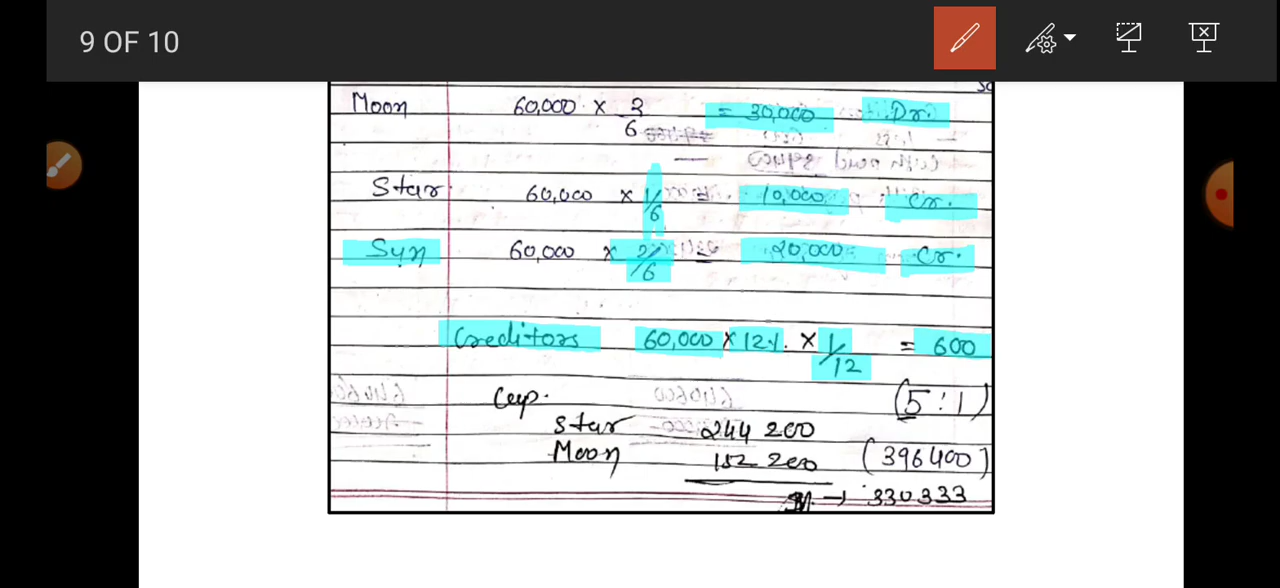 9 OF 10
Moon 60,000 × 3/6 = 30,000 Dr.
Star 60,000 × 1/6 = 10,000 Cr.
Syn 60,000 × 2/6 = 20,000 Cr.
Creditors 60,000 × 12% × 1/12 = 600
Cap. (5:1)
Star 244 200
Moon 152 200 (396400)
→ 330333